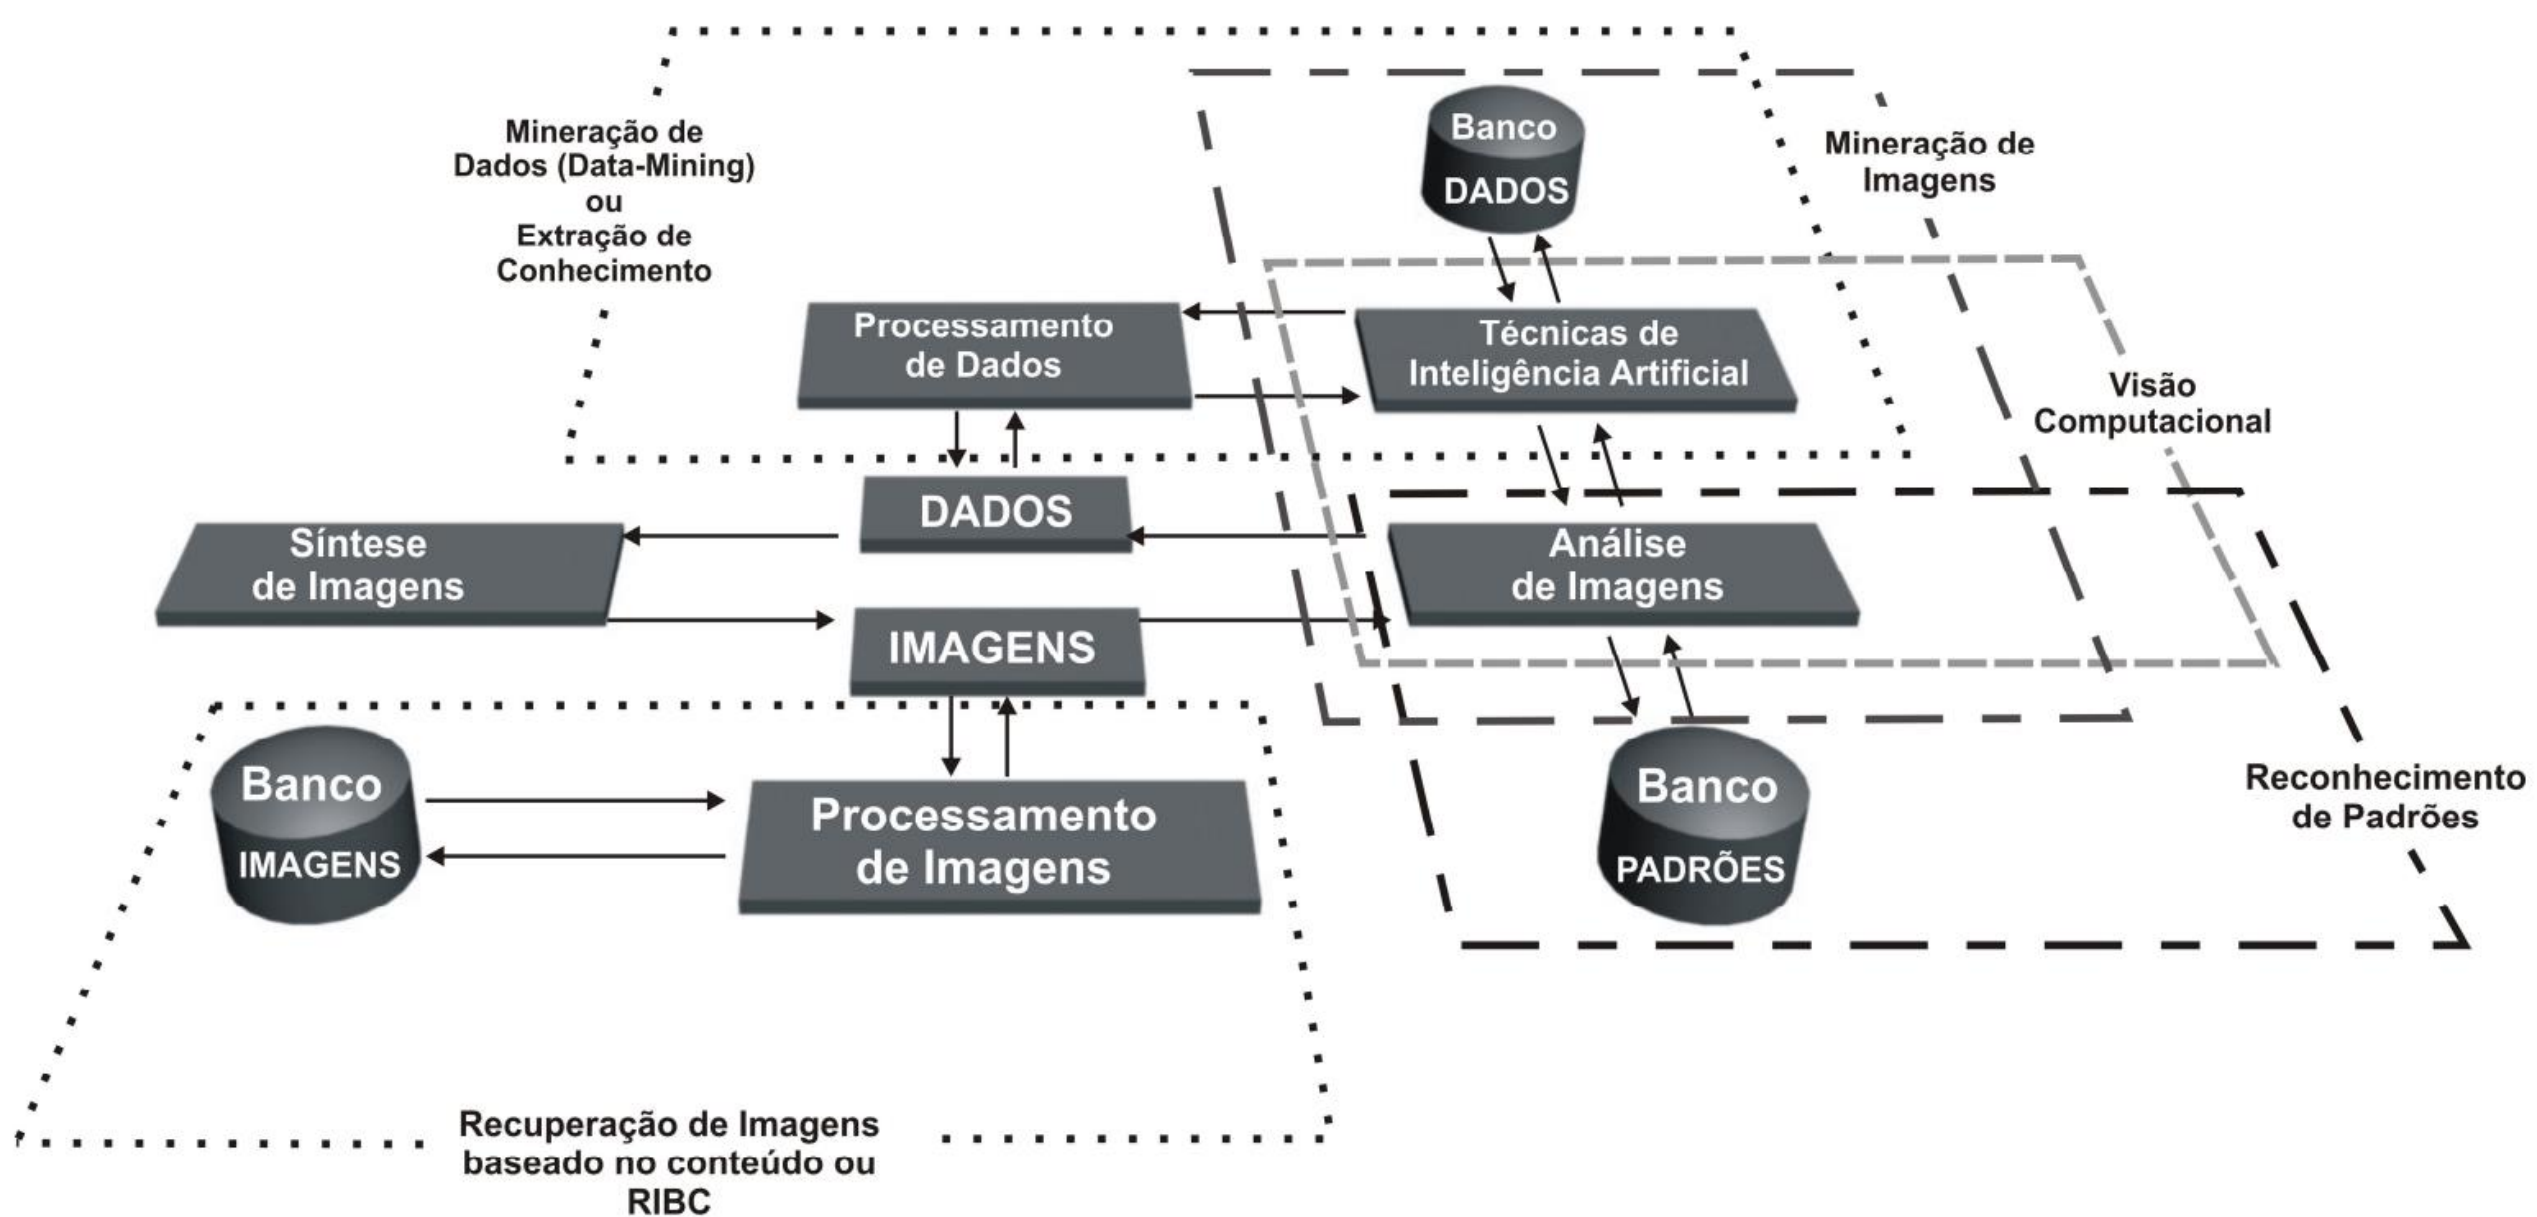 Mineração de
Dados (Data-Mining)
ou
Extração de
Conhecimento
Banco
DADOS
Mineração de
Imagens
Processamento
de Dados
Técnicas de
Inteligência Artificial
Visão
Computacional
DADOS
Síntese
de Imagens
Análise
de Imagens
IMAGENS
Banco
IMAGENS
Processamento
de Imagens
Banco
PADRÕES
Reconhecimento
de Padrões
Recuperação de Imagens
baseado no conteúdo ou
RIBC